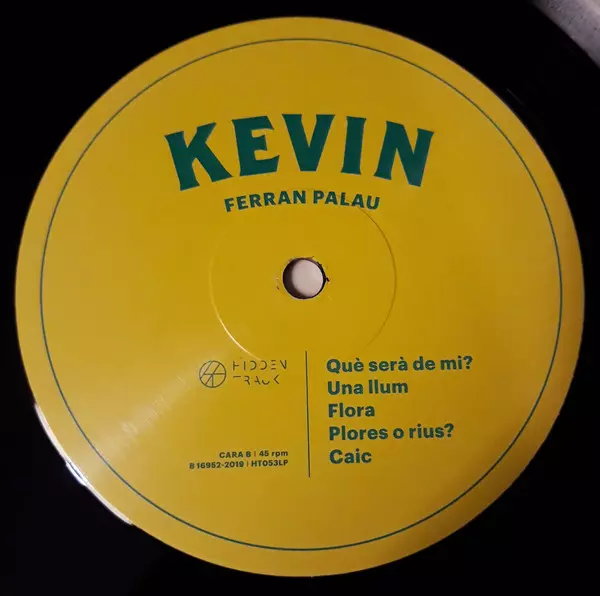 KEVIN
FERRAN PALAU
HIDDEN
TRACK
CARA B | 45 rpm
B 16952-2019 | HT053LP
Què serà de mi?
Una llum
Flora
Plores o rius?
Caic